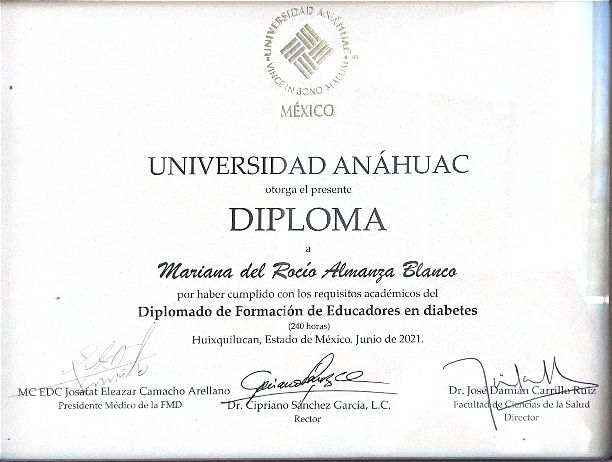 UNIVERSIDAD ANÁHUAC
VINCE IN BONO MALUM
MÉXICO
UNIVERSIDAD ANÁHUAC
otorga el presente
DIPLOMA
a
Mariana del Rocío Almanza Blanco
por haber cumplido con los requisitos académicos del
Diplomado de Formación de Educadores en diabetes
(240 horas)
Huixquilucan, Estado de México. Junio de 2021.
MC EDC Josafat Eleazar Camacho Arellano
Presidente Médico de la FMD
Dr. Cipriano Sánchez García, L.C.
Rector
Dr. José Damián Carrillo Ruiz
Facultad de Ciencias de la Salud
Director